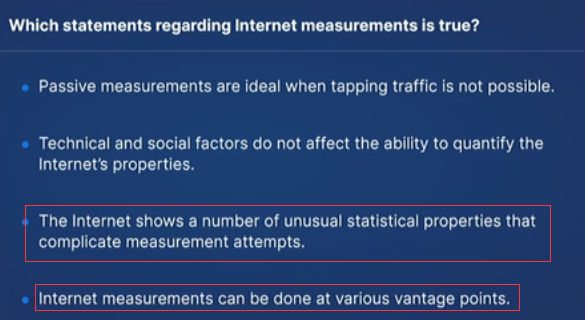 Which statements regarding Internet measurements is true?
Passive measurements are ideal when tapping traffic is not possible.
Technical and social factors do not affect the ability to quantify the
Internet's properties.
The Internet shows a number of unusual statistical properties that
complicate measurement attempts.
Internet measurements can be done at various vantage points.